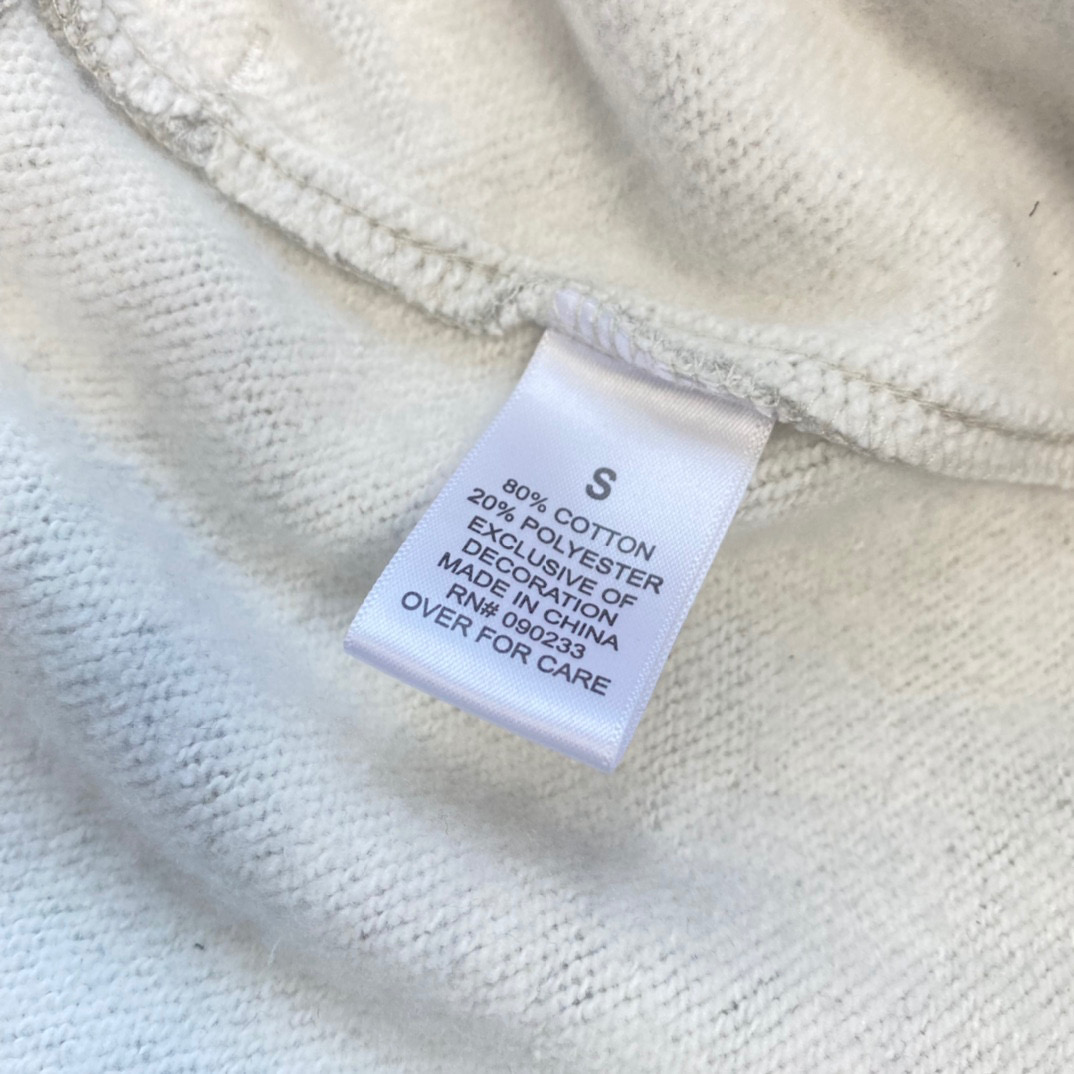 S
80% COTTON
20% POLYESTER
EXCLUSIVE OF
DECORATION
MADE IN CHINA
RN# 090233
OVER FOR CARE